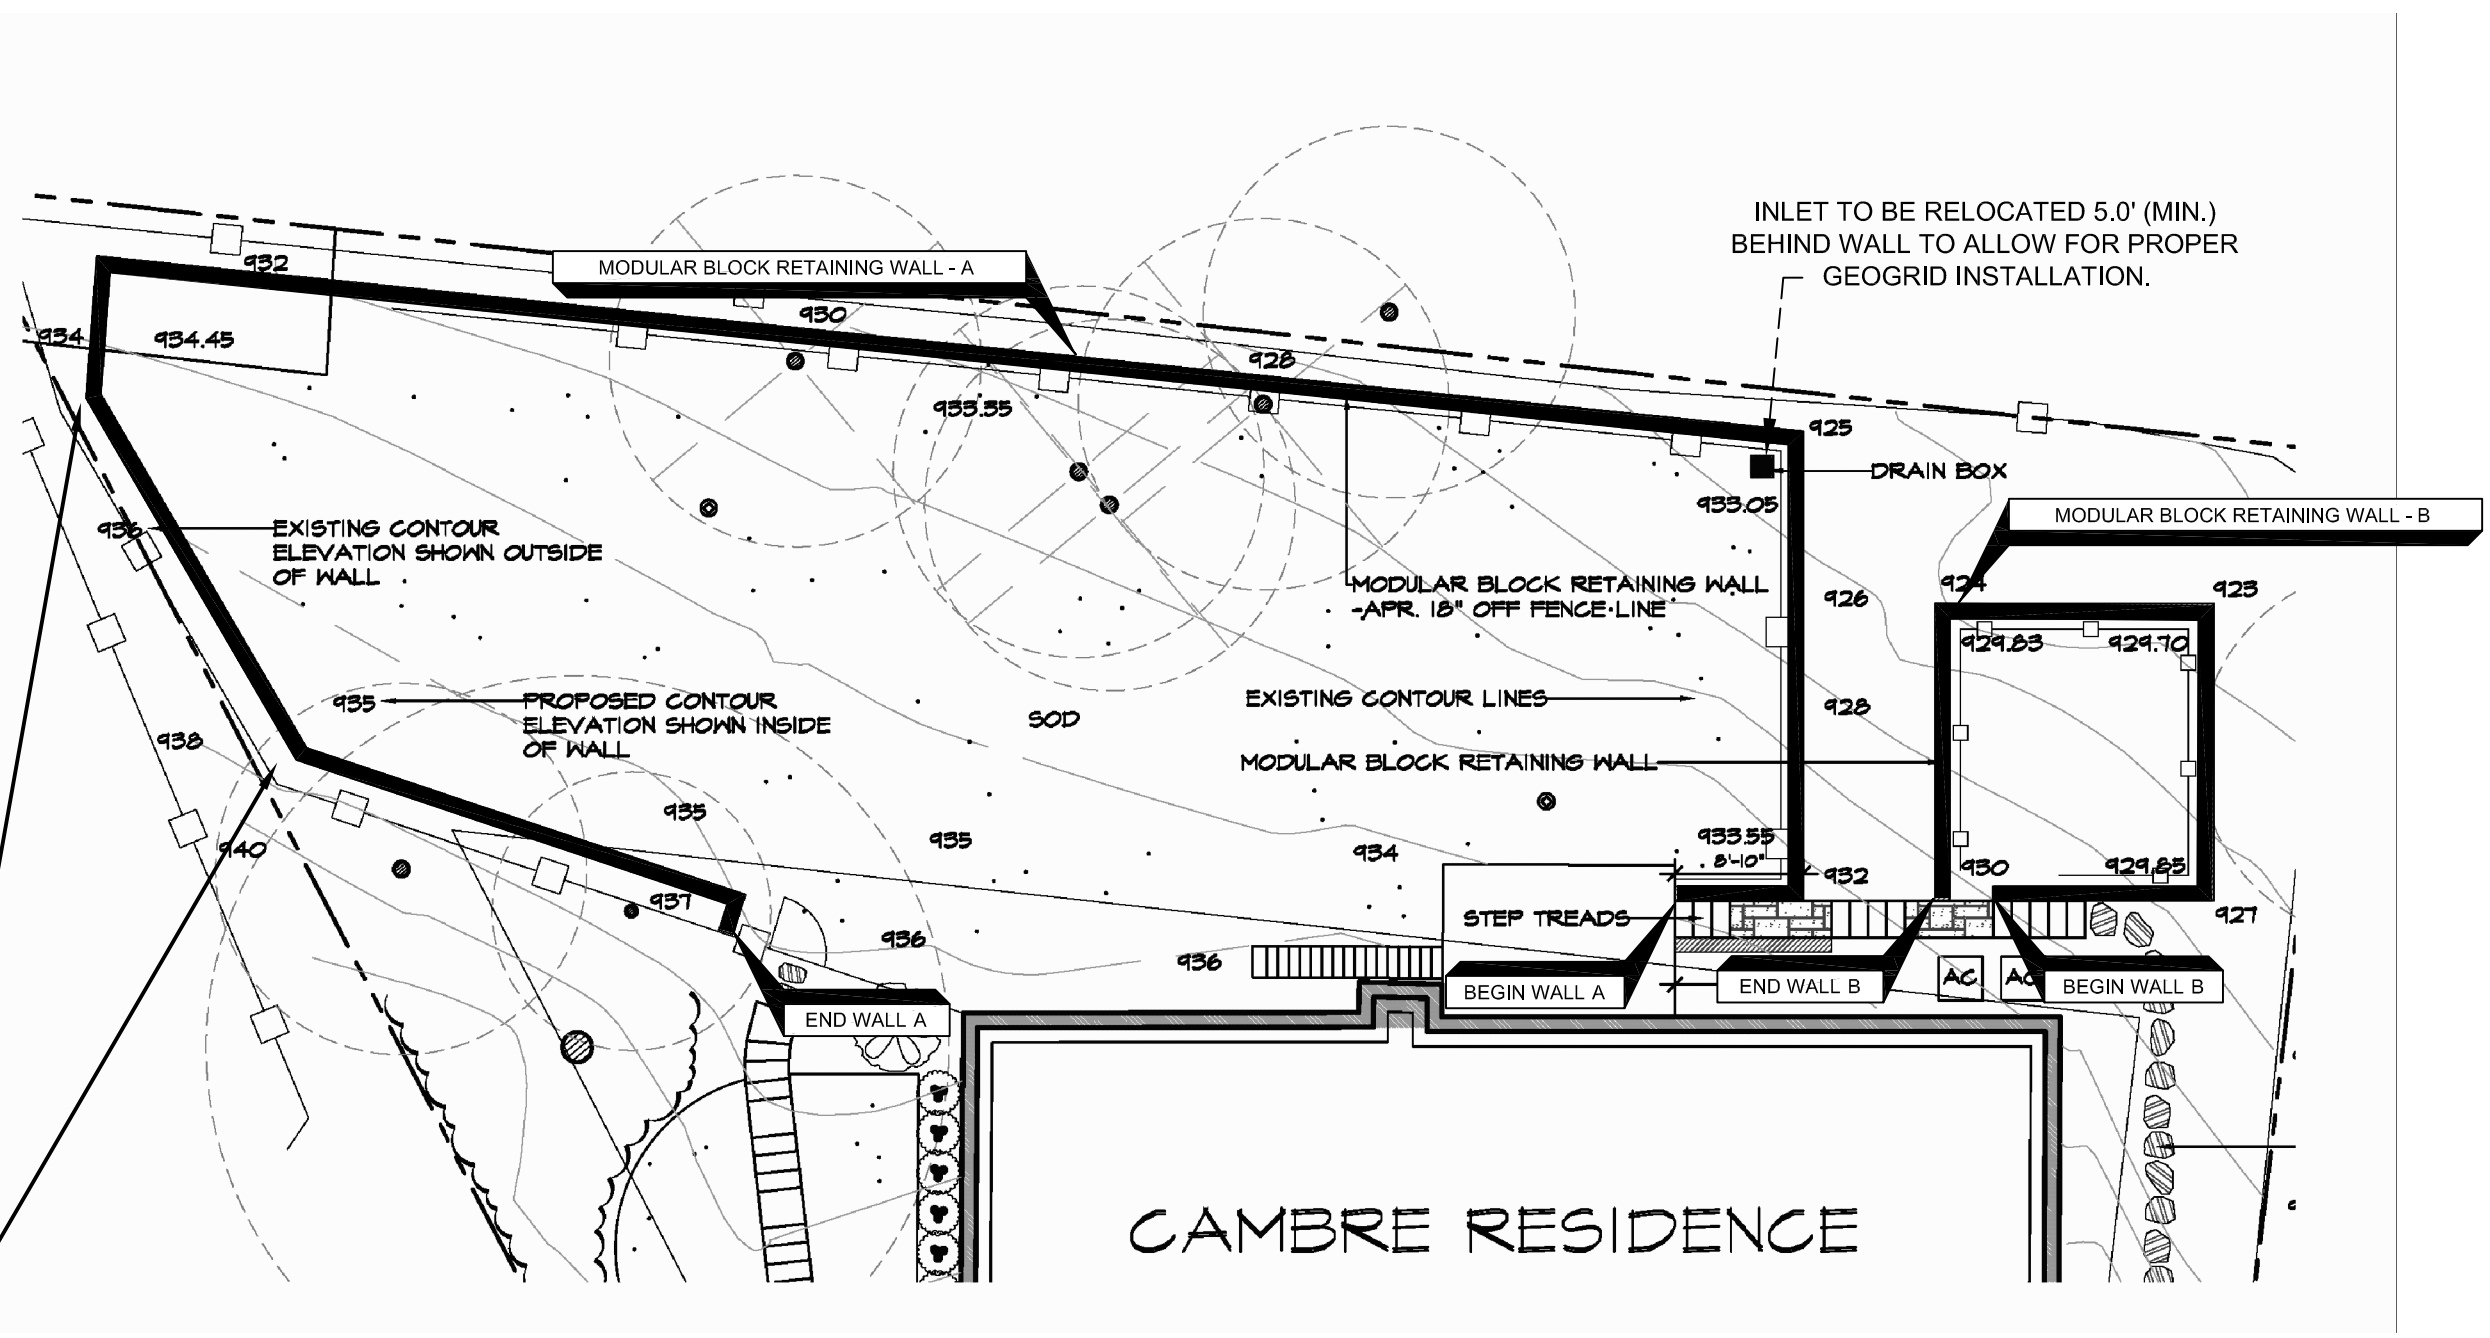 INLET TO BE RELOCATED 5.0' (MIN.)
BEHIND WALL TO ALLOW FOR PROPER
GEOGRID INSTALLATION.
932
MODULAR BLOCK RETAINING WALL - A
930
934
934.45
928
933.35
925
DRAIN BOX
933.05
MODULAR BLOCK RETAINING WALL - B
936
EXISTING CONTOUR
ELEVATION SHOWN OUTSIDE
OF WALL
MODULAR BLOCK RETAINING WALL
-APR. 18" OFF FENCE LINE
926
924
923
929.83
929.70
935
PROPOSED CONTOUR
ELEVATION SHOWN INSIDE
OF WALL
EXISTING CONTOUR LINES
SOD
928
938
MODULAR BLOCK RETAINING WALL
935
935
934
933.55
8'-10"
932
930
929.85
940
937
936
STEP TREADS
927
936
AC
AC
BEGIN WALL A
END WALL B
BEGIN WALL B
END WALL A
CAMBRE RESIDENCE